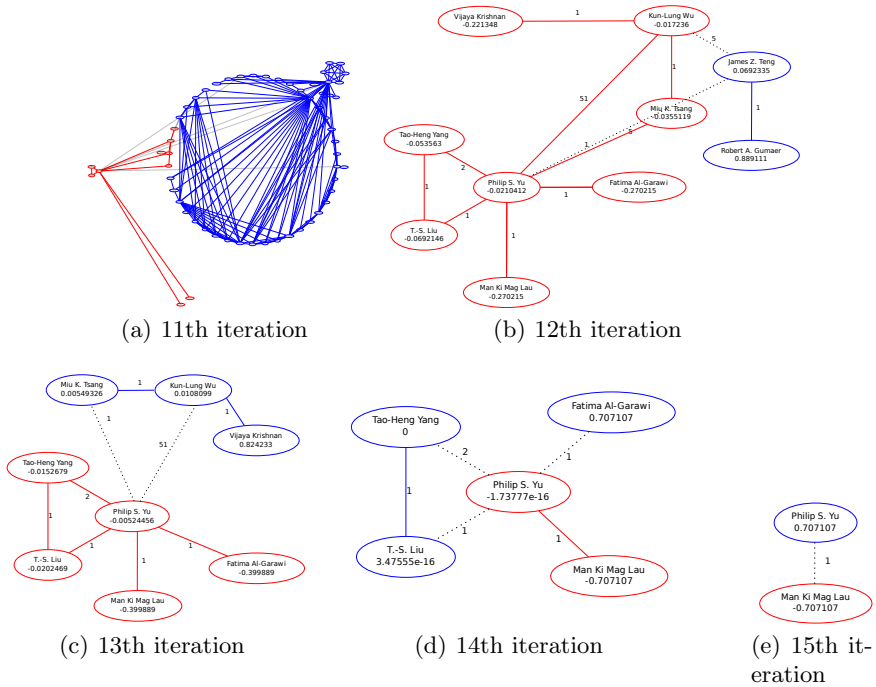 (a) 11th iteration
Vijaya Krishnan
-0.221348
1
Kun-Lung Wu
-0.017236
5
James Z. Teng
0.0692335
51
1
Miu K. Tsang
-0.0355119
1
Robert A. Gumaer
0.889111
Tao-Heng Yang
-0.053563
2
1
5
1
Philip S. Yu
-0.0210412
1
Fatima Al-Garawi
-0.270215
1
T.-S. Liu
-0.0692146
1
Man Ki Mag Lau
-0.270215
(b) 12th iteration
Miu K. Tsang
0.00549326
1
Kun-Lung Wu
0.0108099
1
1
Vijaya Krishnan
0.824233
51
Tao-Heng Yang
-0.0152679
2
1
Philip S. Yu
-0.00524456
1
1
1
T.-S. Liu
-0.0202469
Fatima Al-Garawi
-0.399889
Man Ki Mag Lau
-0.399889
(c) 13th iteration
Tao-Heng Yang
0
Fatima Al-Garawi
0.707107
2
1
1
Philip S. Yu
-1.73777e-16
1
1
T.-S. Liu
3.47555e-16
Man Ki Mag Lau
-0.707107
(d) 14th iteration
Philip S. Yu
0.707107
1
Man Ki Mag Lau
-0.707107
(e) 15th it-
eration